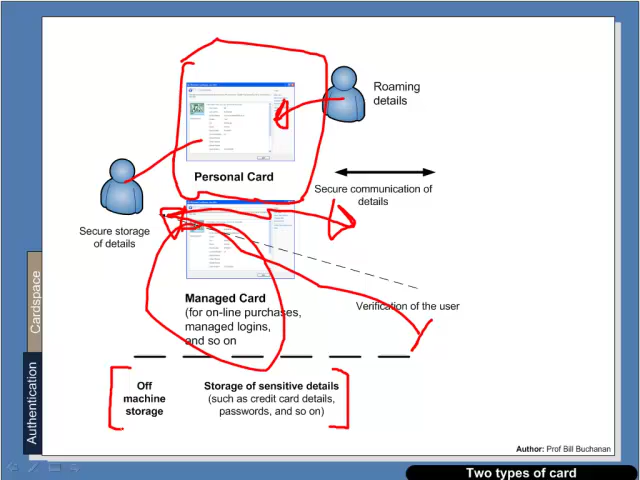 Roaming
details
Personal Card
Secure communication of
details
Secure storage
of details
Managed Card
(for on-line purchases,
managed logins,
and so on
Verification of the user
Off
machine
storage
Storage of sensitive details
(such as credit card details,
passwords, and so on)
Cardspace
Authentication
Author: Prof Bill Buchanan
Two types of card